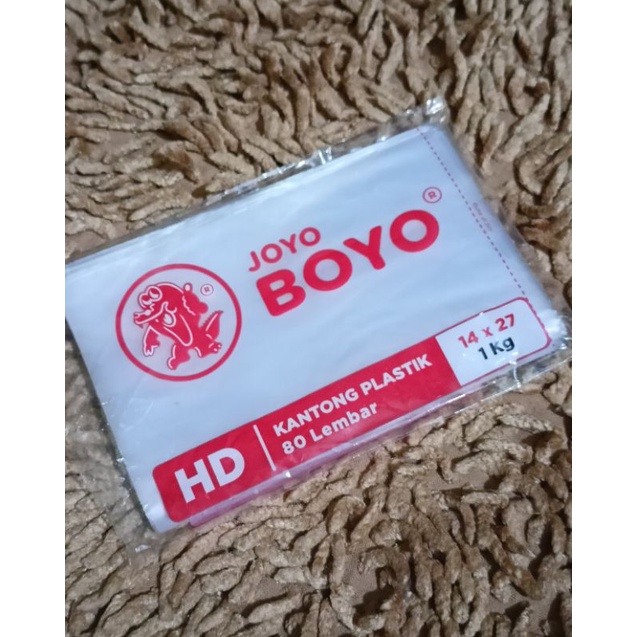 JOYO
BOYO ®
®
14 x 27
1 Kg
HD
KANTONG PLASTIK
80 Lembar